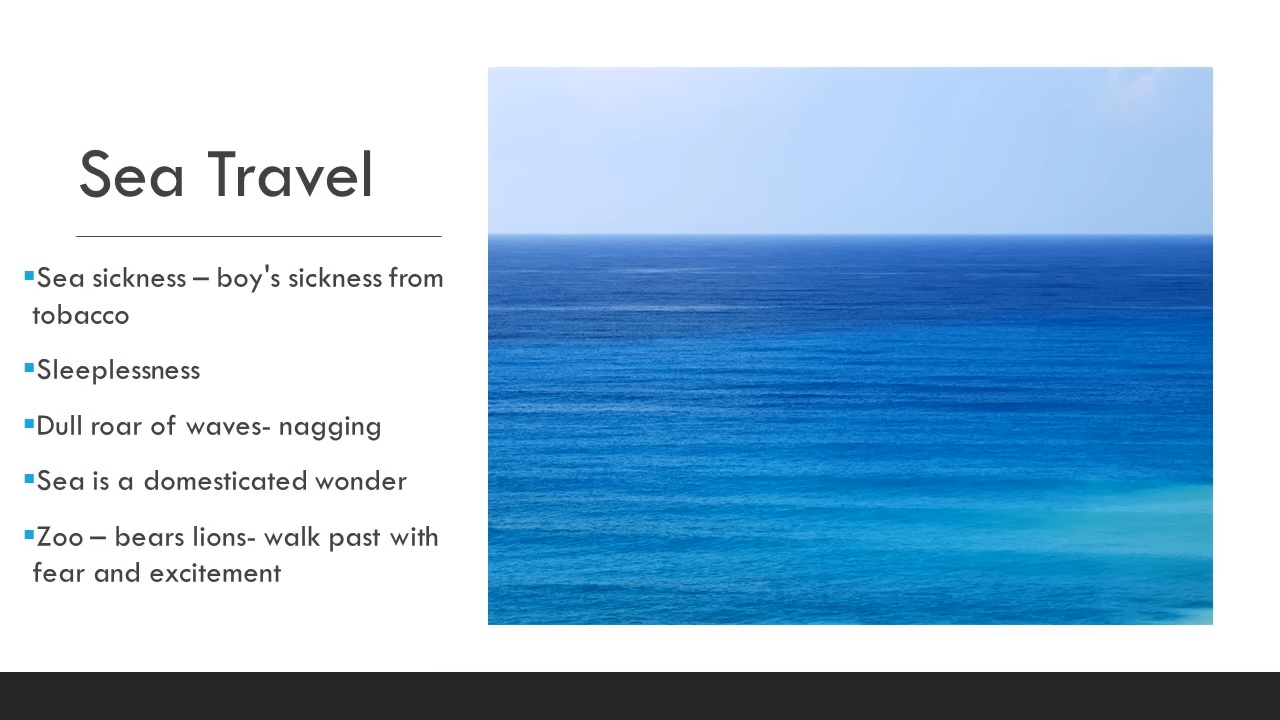 Sea Travel
▪Sea sickness – boy's sickness from
tobacco
▪Sleeplessness
▪Dull roar of waves- nagging
▪Sea is a domesticated wonder
▪Zoo – bears lions- walk past with
fear and excitement